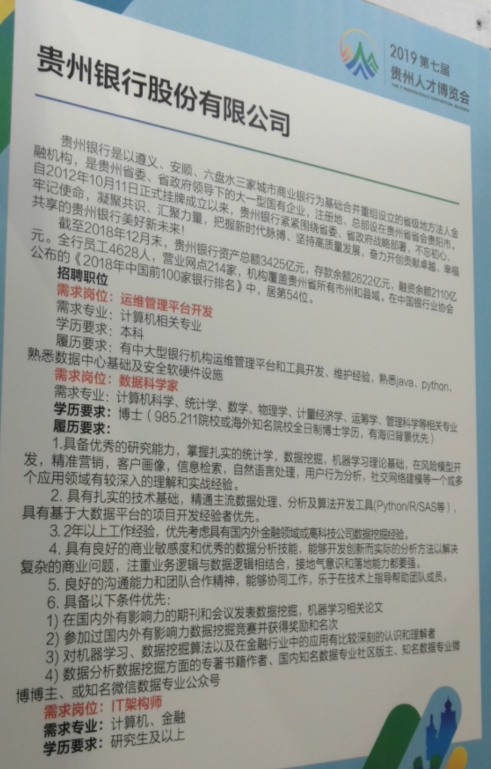 2019 第七届
贵州人才博览会
贵州银行股份有限公司
贵州银行是以遵义、安顺、六盘水三家城市商业银行为基础合并重组设立的省级地方法人金
融机构，是贵州省委、省政府领导下的大一型国有企业，注册地、总部设在贵州省省会贵阳市。
自2012年10月11日正式挂牌成立以来，贵州银行紧紧围绕省委、省政府战略部署，不忘初心、
牢记使命，凝聚共识、汇聚力量，把握新时代脉搏、坚持高质量发展，奋力开创贡献卓越、幸福
共享的贵州银行美好新未来！
截至2018年12月末，贵州银行资产总额3425亿元，存款余额2622亿元，融资余额2110亿
元。全行员工4628人，营业网点214家，机构覆盖贵州省所有市州和县域。在中国银行业协会
公布的《2018年中国前100家银行排名》中，居第54位。
招聘职位
需求岗位：运维管理平台开发
需求专业：计算机相关专业
学历要求：本科
履历要求：有中大型银行机构运维管理平台和工具开发、维护经验，熟悉java、python、
熟悉数据中心基础及安全软硬件设施
需求岗位：数据科学家
需求专业：计算机科学、统计学、数学、物理学、计量经济学、运筹学、管理科学等相关专业
学历要求：博士（985.211院校或海外知名院校全日制博士学历，有海归背景优先）
履历要求：
1.具备优秀的研究能力，掌握扎实的统计学，数据挖掘，机器学习理论基础，在风险模型开
发，精准营销，客户画像，信息检索，自然语言处理，用户行为分析，社交网络建模等一个或多
个应用领域有较深入的理解和实战经验。
2. 具有扎实的技术基础，精通主流数据处理、分析及算法开发工具(Python/R/SAS等)，
具有基于大数据平台的项目开发经验者优先。
3. 2年以上工作经验，优先考虑具有国内外金融领域或高科技公司数据挖掘经验。
4. 具有良好的商业敏感度和优秀的数据分析技能，能够开发创新而实际的分析方法以解决
复杂的商业问题，注重业务逻辑与数据逻辑相结合，接地气意识和落地能力都要强。
5. 良好的沟通能力和团队合作精神，能够协同工作，乐于在技术上指导帮助团队成员。
6. 具备以下条件优先：
1) 在国内外有影响力的期刊和会议发表数据挖掘，机器学习相关论文
2) 参加过国内外有影响力数据挖掘竞赛并获得奖励和名次
3) 对机器学习、数据挖掘算法以及在金融行业中的应用有比较深刻的认识和理解者
4) 数据分析数据挖掘方面的专著书籍作者、国内知名数据专业社区版主、知名数据专业微
博博主、或知名微信数据专业公众号
需求岗位：IT架构师
需求专业：计算机、金融
学历要求：研究生及以上